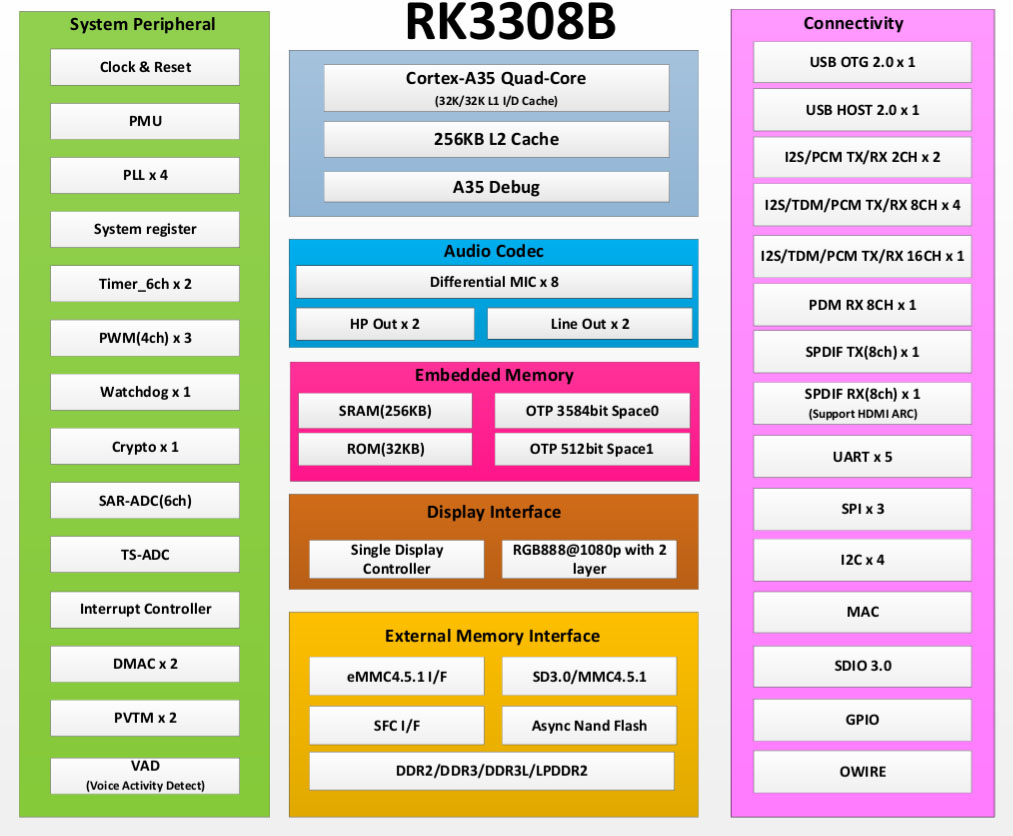 RK3308B
System Peripheral
Clock & Reset
PMU
PLL x 4
System register
Timer_6ch x 2
PWM(4ch) x 3
Watchdog x 1
Crypto x 1
SAR-ADC(6ch)
TS-ADC
Interrupt Controller
DMAC x 2
PVTM x 2
VAD
(Voice Activity Detect)
Cortex-A35 Quad-Core
(32K/32K L1 I/D Cache)
256KB L2 Cache
A35 Debug
Audio Codec
Differential MIC x 8
HP Out x 2
Line Out x 2
Embedded Memory
SRAM(256KB)
OTP 3584bit Space0
ROM(32KB)
OTP 512bit Space1
Display Interface
Single Display
Controller
RGB888@1080p with 2
layer
External Memory Interface
eMMC4.5.1 I/F
SD3.0/MMC4.5.1
SFC I/F
Async Nand Flash
DDR2/DDR3/DDR3L/LPDDR2
Connectivity
USB OTG 2.0 x 1
USB HOST 2.0 x 1
I2S/PCM TX/RX 2CH x 2
I2S/TDM/PCM TX/RX 8CH x 4
I2S/TDM/PCM TX/RX 16CH x 1
PDM RX 8CH x 1
SPDIF TX(8ch) x 1
SPDIF RX(8ch) x 1
(Support HDMI ARC)
UART x 5
SPI x 3
I2C x 4
MAC
SDIO 3.0
GPIO
OWIRE